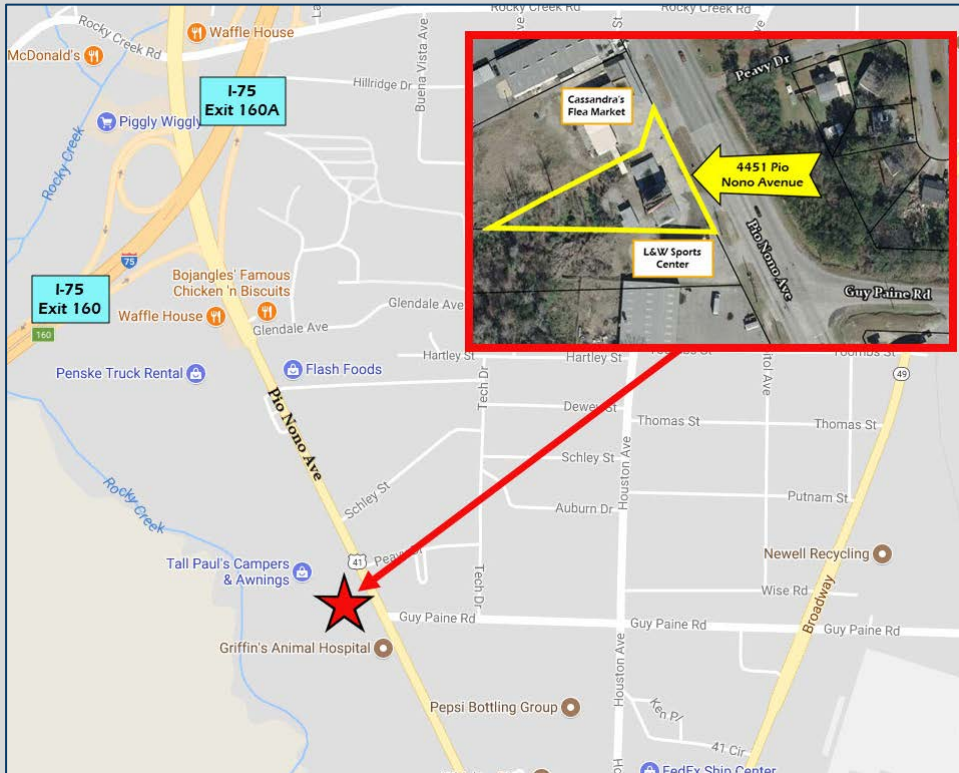 Rocky Creek Rd
Rocky Creek Rd
Rocky Creek Rd
McDonald's
Waffle House
Buena Vista Ave
St
Hillridge Dr
I-75
Exit 160A
Piggly Wiggly
Rocky Creek
75
I-75
Exit 160
160
Bojangles' Famous
Chicken 'n Biscuits
Waffle House
Glendale Ave
Glendale Ave
Peavy Dr
Cassandra's
Flea Market
4451 Pio
Nono Avenue
L&W Sports
Center
Pio Nono Ave
Guy Paine Rd
Hartley St
Hartley St
Toombs St
Penske Truck Rental
Flash Foods
49
Pio Nono Ave
Tech Dr
Dewey St
Thomas St
Thomas St
Schley St
Schley St
Houston Ave
Putnam St
Auburn Dr
Rocky Creek
Newell Recycling
41
Tall Paul's Campers
& Awnings
Tech Dr
Wise Rd
Broadway
Guy Paine Rd
Guy Paine Rd
Guy Paine Rd
Griffin's Animal Hospital
Houston Ave
Pepsi Bottling Group
Ken Pl
41 Cir
FedEx Ship Center